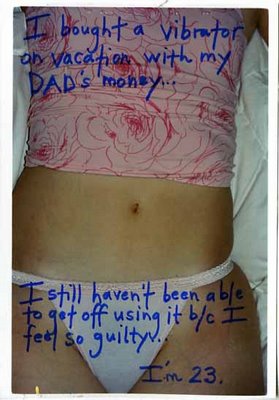 I bought a vibrator
on vacation with my
DAD's money...
I still haven't been able
to get off using it b/c I
feel so guilty...
I'm 23.